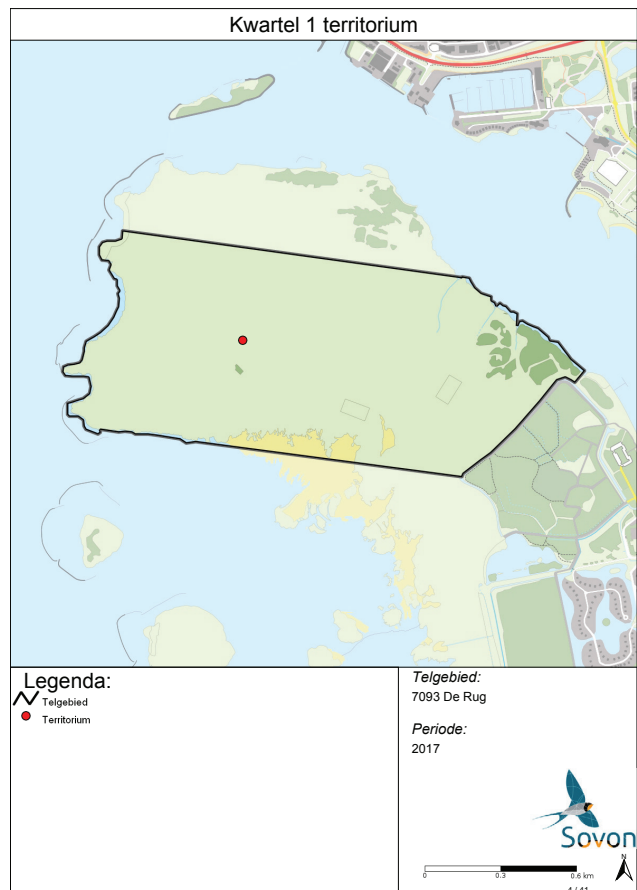 Kwartel 1 territorium
Legenda:
Telgebied
Territorium
Telgebied:
7093 De Rug
Periode:
2017
Sovon
N
0 0.3 0.6 km